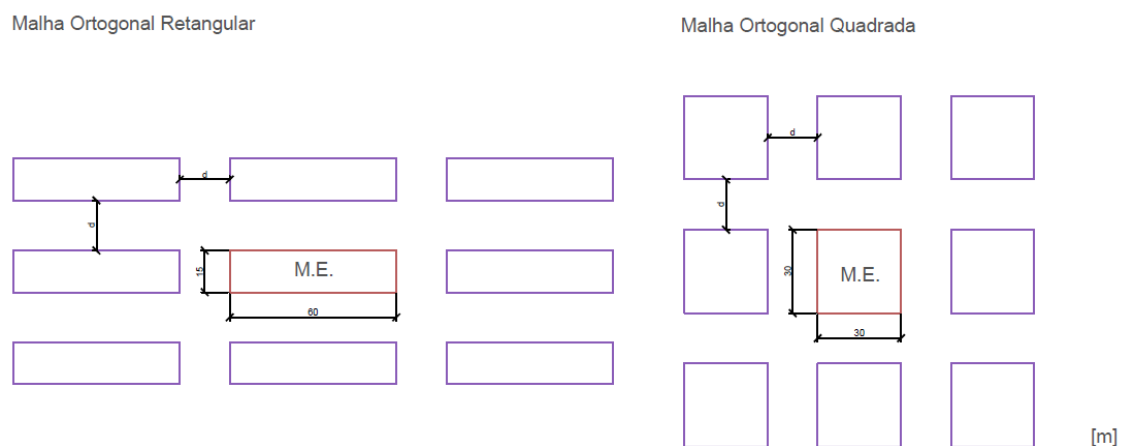 Malha Ortogonal Retangular
Malha Ortogonal Quadrada
d
d
15
M.E.
60
d
d
30
M.E.
30
[m]